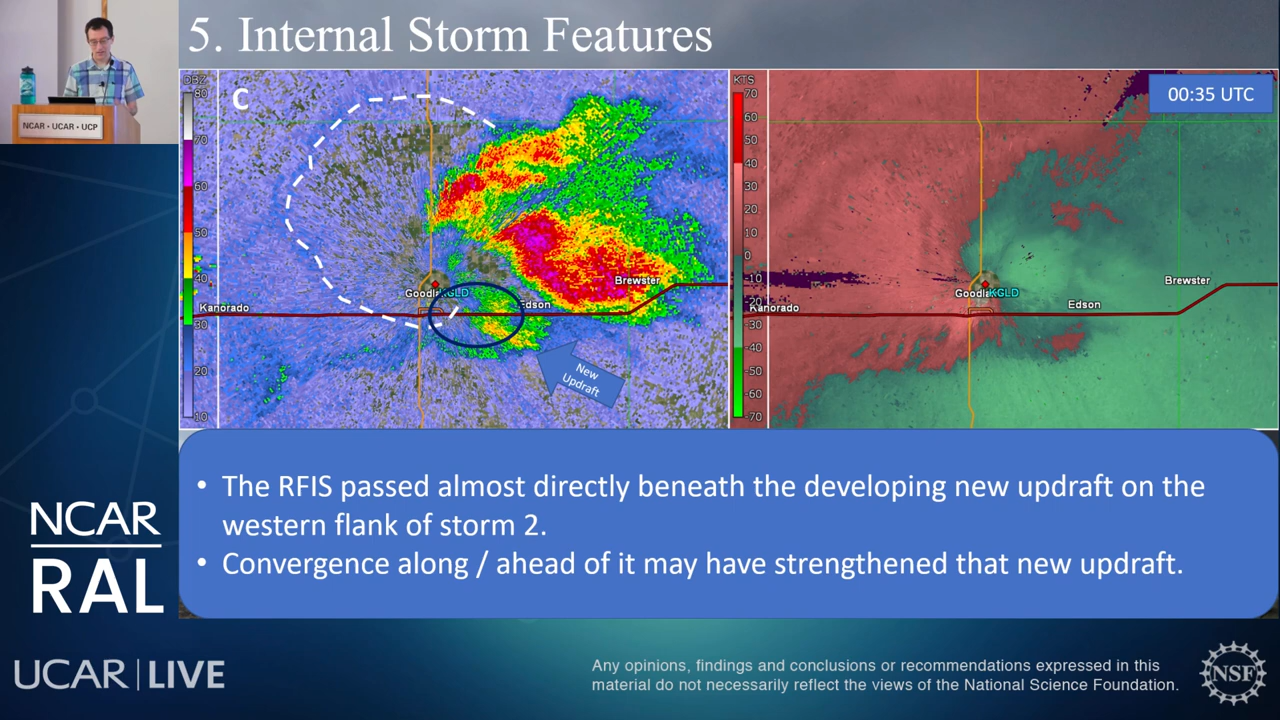 5. Internal Storm Features
NCAR • UCAR • UCP
DBZ
80
70
60
50
40
30
20
10
C
Goodla KGLD
Edson
Brewster
Kanorado
New
Updraft
KTS
70
60
50
40
30
20
10
0
-10
-20
-30
-40
-50
-60
-70
00:35 UTC
Brewster
Goodla KGLD
Edson
Kanorado
• The RFIS passed almost directly beneath the developing new updraft on the
western flank of storm 2.
• Convergence along / ahead of it may have strengthened that new updraft.
NCAR
RAL
UCAR | LIVE
Any opinions, findings and conclusions or recommendations expressed in this
material do not necessarily reflect the views of the National Science Foundation.
NSF